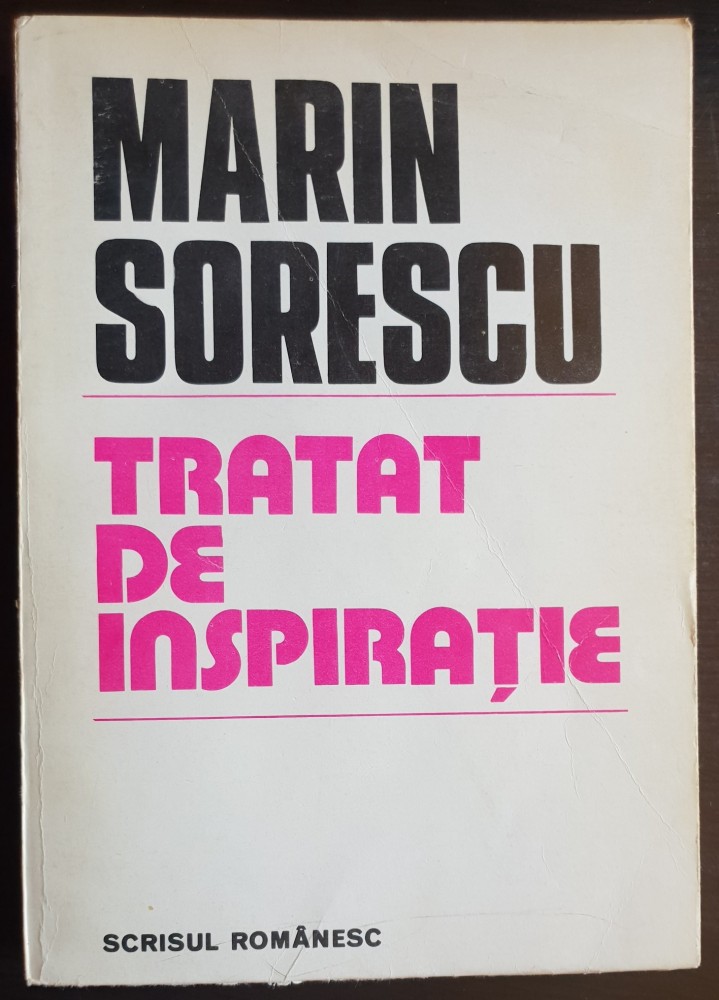 MARIN
SORESCU
TRATAT
DE
INSPIRAȚIE
SCRISUL ROMÂNESC